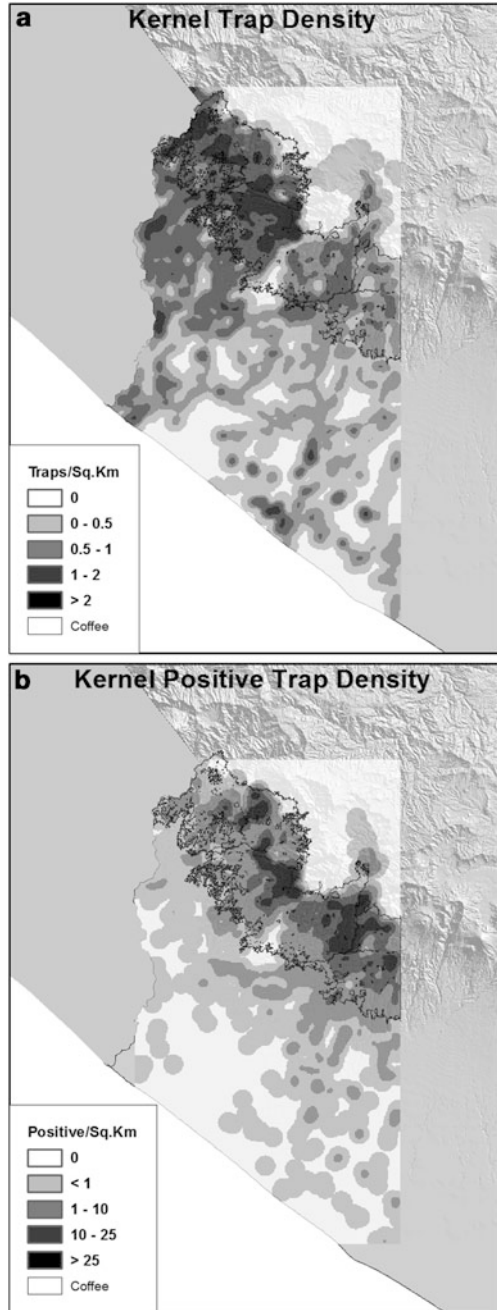 a
Kernel Trap Density
Traps/Sq.Km
0
0 - 0.5
0.5 - 1
1 - 2
> 2
Coffee
b
Kernel Positive Trap Density
Positive/Sq.Km
0
< 1
1 - 10
10 - 25
> 25
Coffee